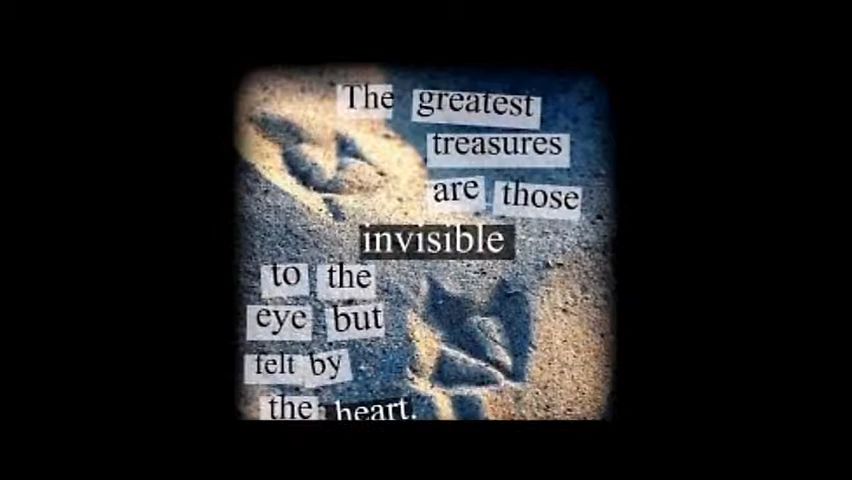 The greatest
treasures
are those
invisible
to the
eye but
felt by
the heart.